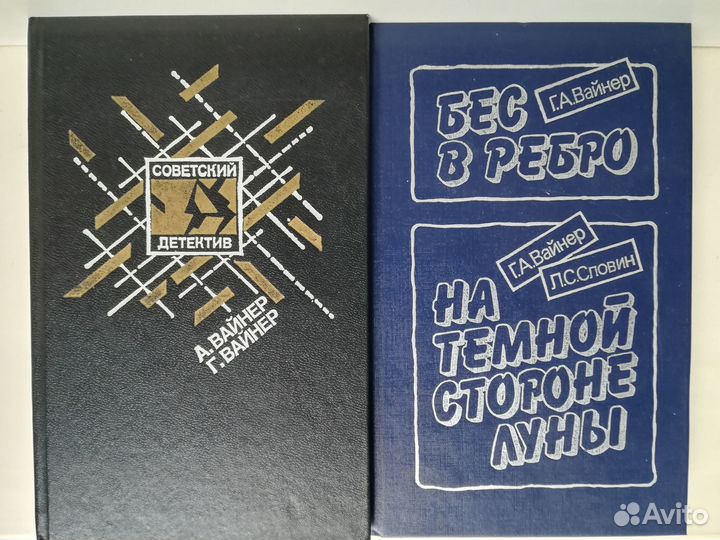 СОВЕТСКИЙ
ДЕТЕКТИВ
А. ВАЙНЕР
Г. ВАЙНЕР
Г.А.Вайнер
БЕС
В РЕБРО
Г.А.Вайнер
Л.С.Словин
НА
ТЕМНОЙ
СТОРОНЕ
ЛУНЫ
Avito